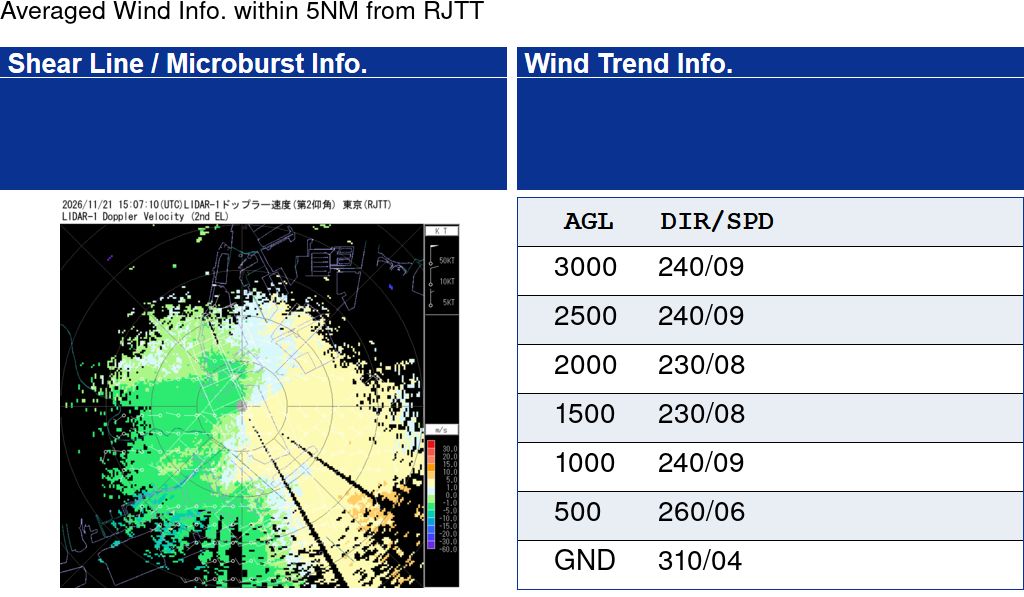 Averaged Wind Info. within 5NM from RJTT
Shear Line / Microburst Info.
Wind Trend Info.
2026/11/21 15:07:10(UTC)LIDAR-1ドップラー速度(第2仰角) 東京(RJTT)
LIDAR-1 Doppler Velocity (2nd EL)
K T
50KT
10KT
5KT
m/s
30.0
20.0
15.0
10.0
5.0
1.0
0.0
-1.0
-5.0
-10.0
-15.0
-20.0
-30.0
-60.0
AGL DIR/SPD
3000 240/09
2500 240/09
2000 230/08
1500 230/08
1000 240/09
500 260/06
GND 310/04